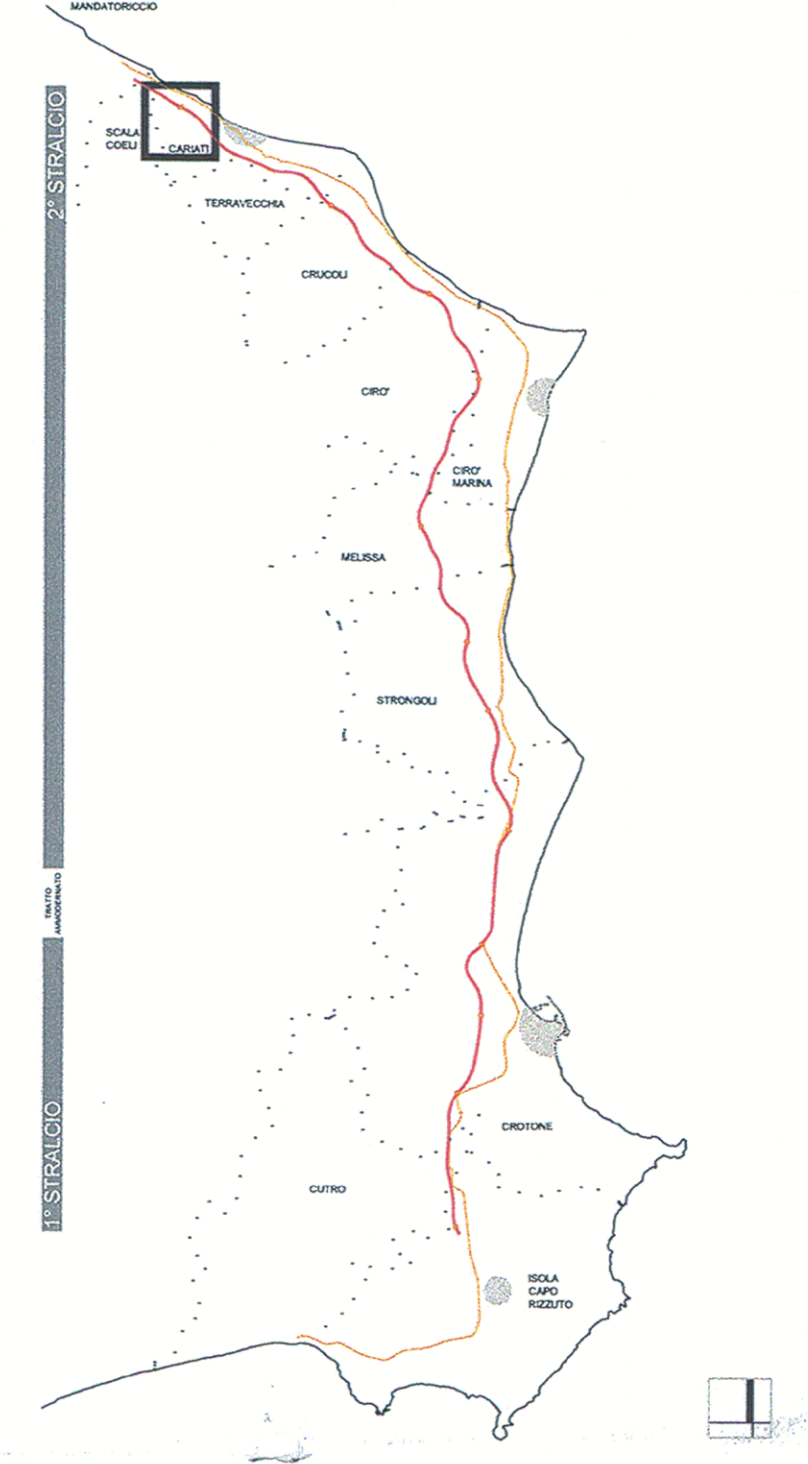 MANDATORICCIO
2° STRALCIO
SCALA
COELI
CARIATI
TERRAVECCHIA
CRUCOLI
CIRO'
CIRO'
MARINA
MELISSA
STRONGOLI
TRATTO
AMMODERNATO
1° STRALCIO
CROTONE
CUTRO
ISOLA
CAPO
RIZZUTO